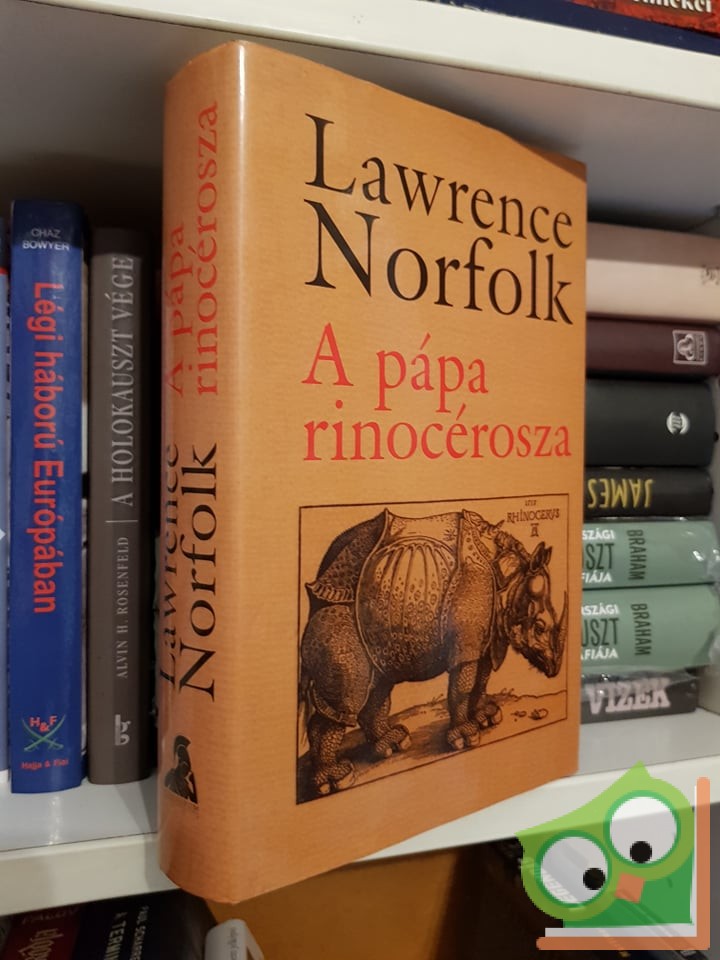 Lawrence
Norfolk
A pápa
rinocérosza
RHINOCERVS
Lawrence
Norfolk
A pápa
rinocérosza
CHAZ
BOWYER
Légi háború Európában
H&F
Hajja & Fiai
ALVIN H. ROSENFELD
A HOLOKAUSZT VÉGE
JAMES
BRAHAM
BRAHAM
VIZEK